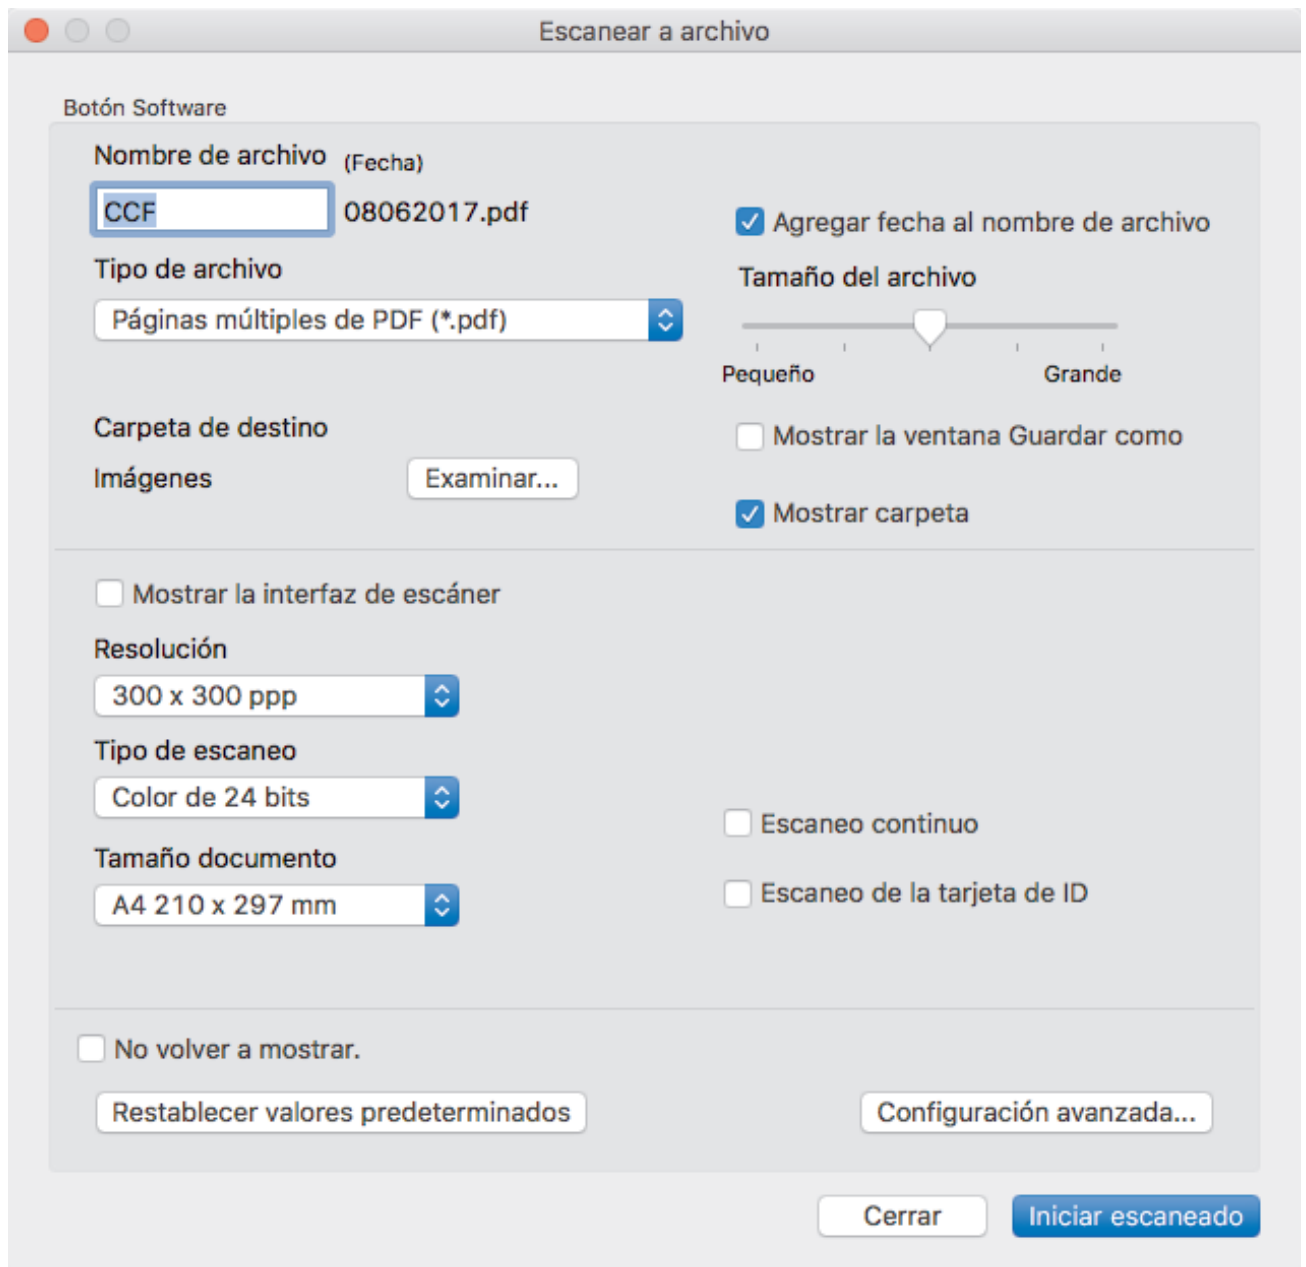 Escanear a archivo
Botón Software
Nombre de archivo (Fecha)
CCF 08062017.pdf
Agregar fecha al nombre de archivo
Tipo de archivo
Tamaño del archivo
Páginas múltiples de PDF (*.pdf)
Pequeño Grande
Carpeta de destino
Mostrar la ventana Guardar como
Imágenes Examinar...
Mostrar carpeta
Mostrar la interfaz de escáner
Resolución
300 x 300 ppp
Tipo de escaneo
Color de 24 bits
Escaneo continuo
Tamaño documento
A4 210 x 297 mm
Escaneo de la tarjeta de ID
No volver a mostrar.
Restablecer valores predeterminados
Configuración avanzada...
Cerrar
Iniciar escaneado